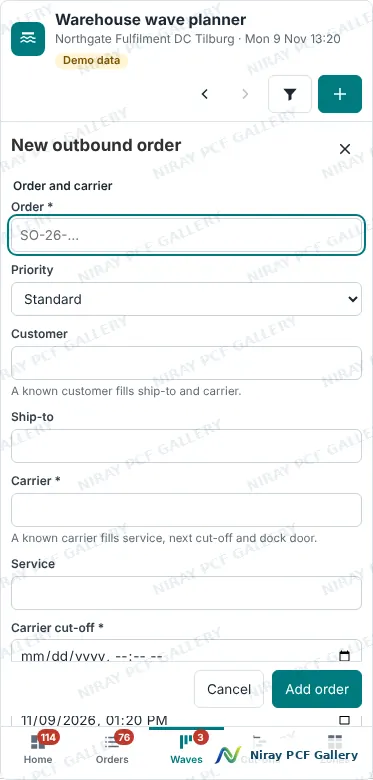 Warehouse wave planner
Northgate Fulfilment DC Tilburg · Mon 9 Nov 13:20
Demo data
New outbound order
Order and carrier
Order *
SO-26-...
Priority
Standard
Customer
A known customer fills ship-to and carrier.
Ship-to
Carrier *
A known carrier fills service, next cut-off and dock door.
Service
Carrier cut-off *
mm/dd/yyyy, --:-- --
Cancel
Add order
11/09/2026, 01:20 PM
114
76
3
Home
Orders
Waves
Niray PCF Gallery
NIRAY PCF GALLERY